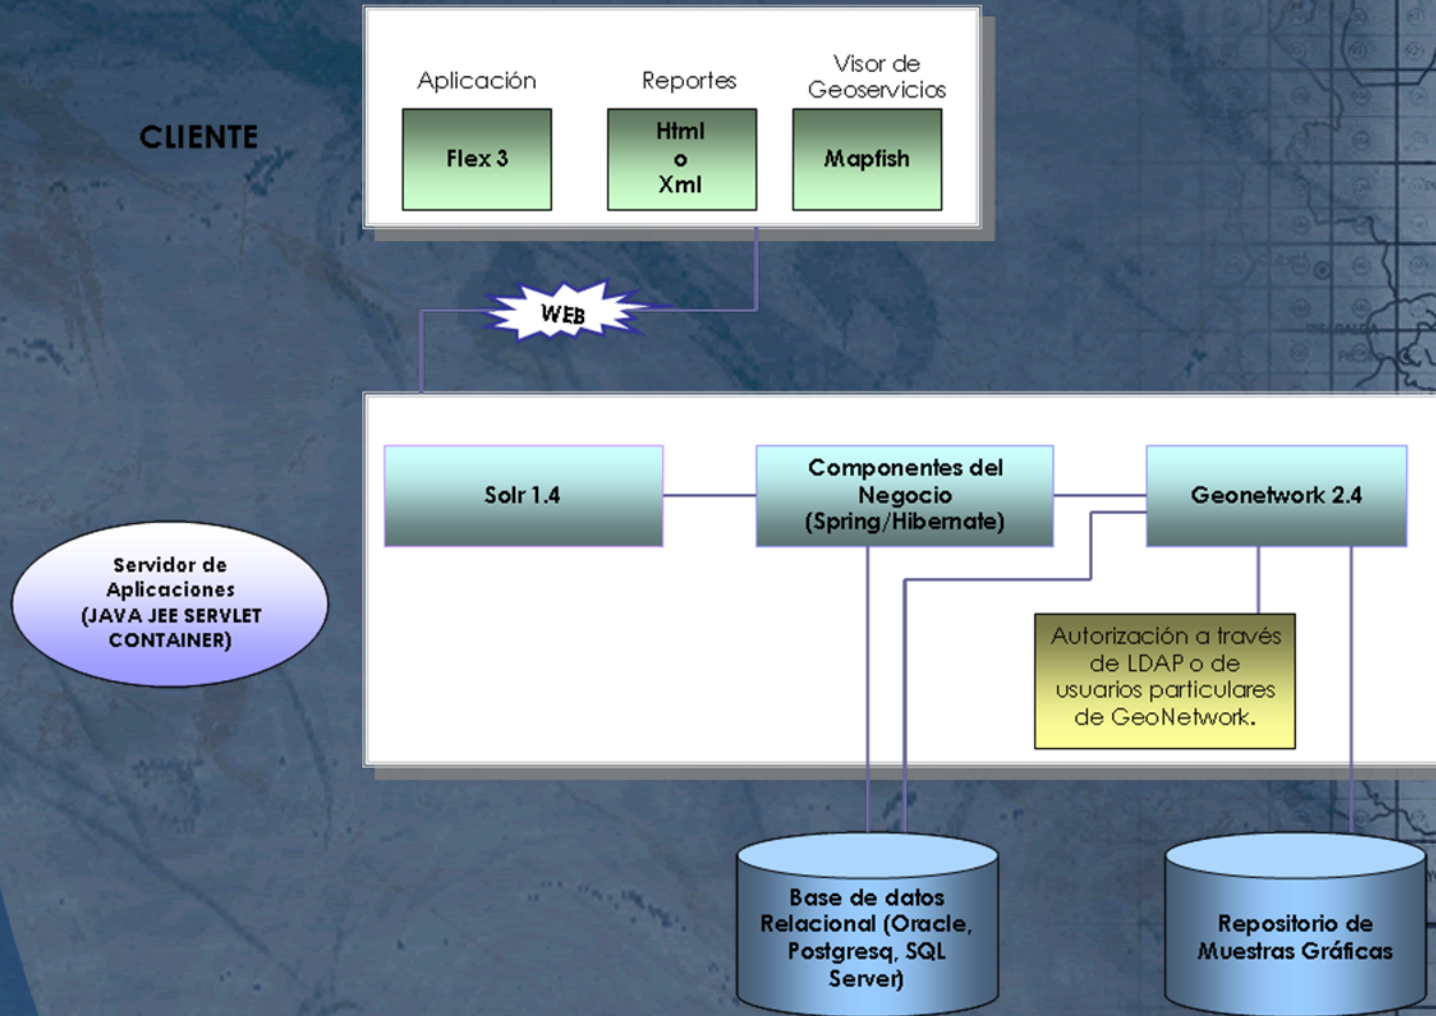 Aplicación
Reportes
Visor de
Geoservicios
CLIENTE
Flex 3
Html
o
Xml
Mapfish
WEB
Solr 1.4
Componentes del
Negocio
(Spring/Hibernate)
Geonetwork 2.4
Servidor de
Aplicaciones
(JAVA JEE SERVLET
CONTAINER)
Autorización a través
de LDAP o de
usuarios particulares
de GeoNetwork.
Base de datos
Relacional (Oracle,
Postgresq, SQL
Server)
Repositorio de
Muestras Gráficas